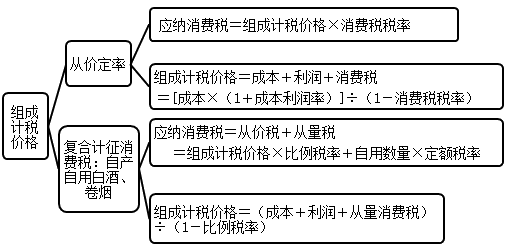 组成
计税
价格
从价定率
应纳消费税＝组成计税价格×消费税税率
组成计税价格＝成本＋利润＋消费税
＝[成本×（1＋成本利润率）]÷（1－消费税税率）
复合计征消
费税：自产
自用白酒、
卷烟
应纳消费税＝从价税＋从量税
＝组成计税价格×比例税率＋自用数量×定额税率
组成计税价格＝（成本＋利润＋从量消费税）
÷（1－比例税率）